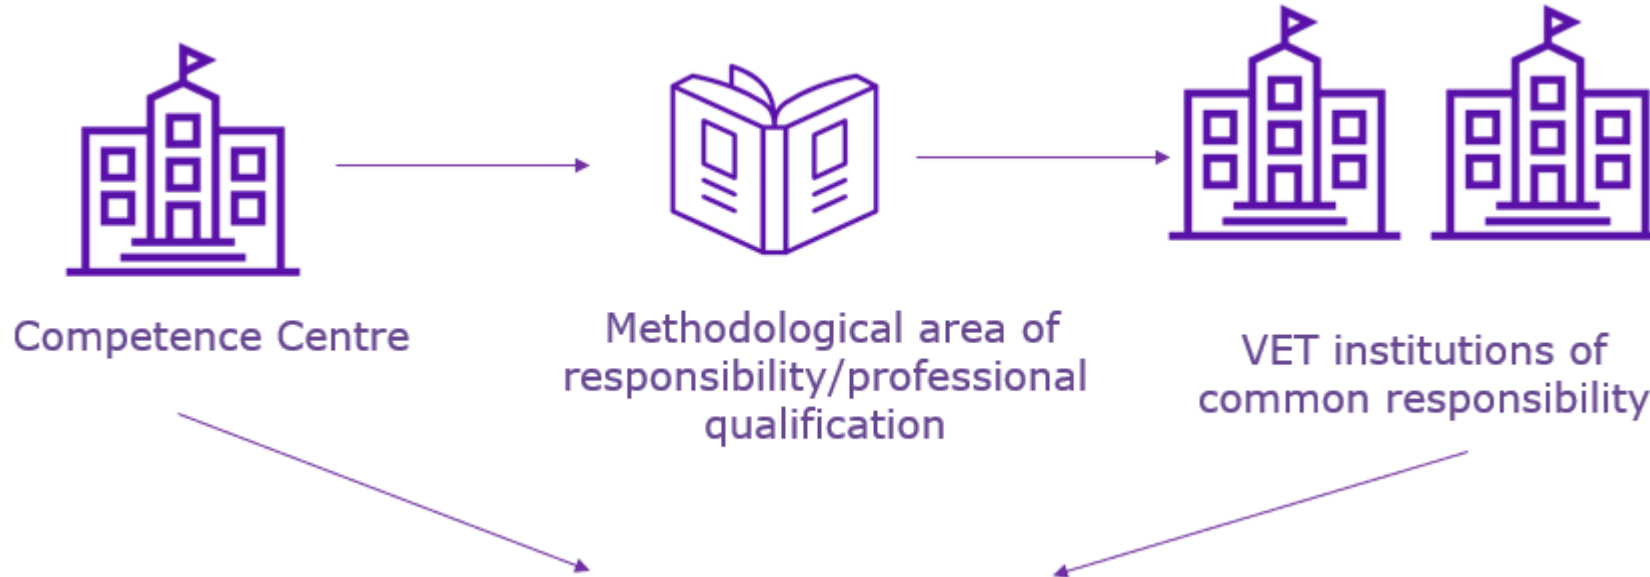 Competence Centre
Methodological area of
responsibility/professional
qualification
VET institutions of
common responsibility